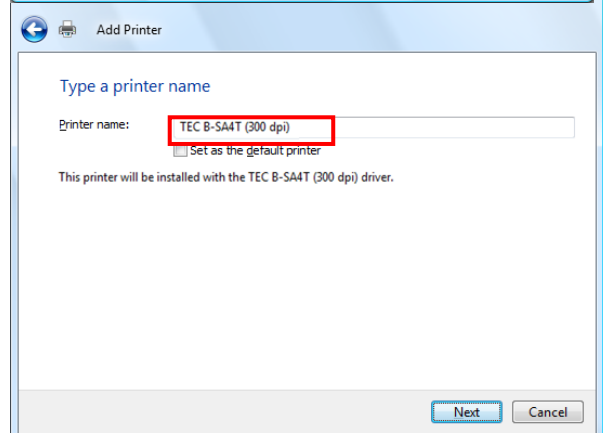 Add Printer
Type a printer name
Printer name: TEC B-SA4T (300 dpi)
Set as the default printer
This printer will be installed with the TEC B-SA4T (300 dpi) driver.
Next Cancel